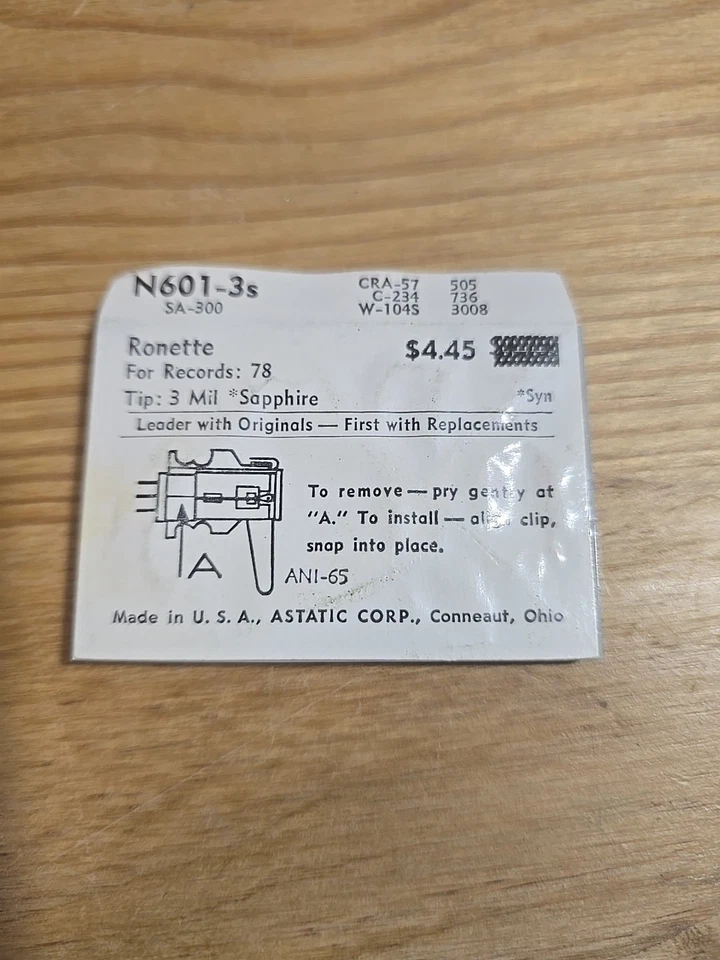 N601-3s CRA-57 505
SA-300 C-234 736
W-104S 3008
Ronette $4.45
For Records: 78
Tip: 3 Mil *Sapphire *Syn
Leader with Originals — First with Replacements
To remove — pry gently at
"A." To install — align clip,
snap into place.
A
ANI-65
Made in U. S. A., ASTATIC CORP., Conneaut, Ohio